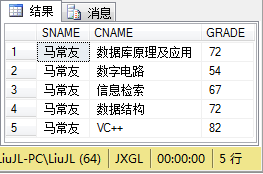 结果 消息
SNAME CNAME GRADE
1 马常友 数据库原理及应用 72
2 马常友 数字电路 54
3 马常友 信息检索 67
4 马常友 数据结构 72
5 马常友 VC++ 82
LiuJL-PC\LiuJL (64) JXGL 00:00:00 5 行